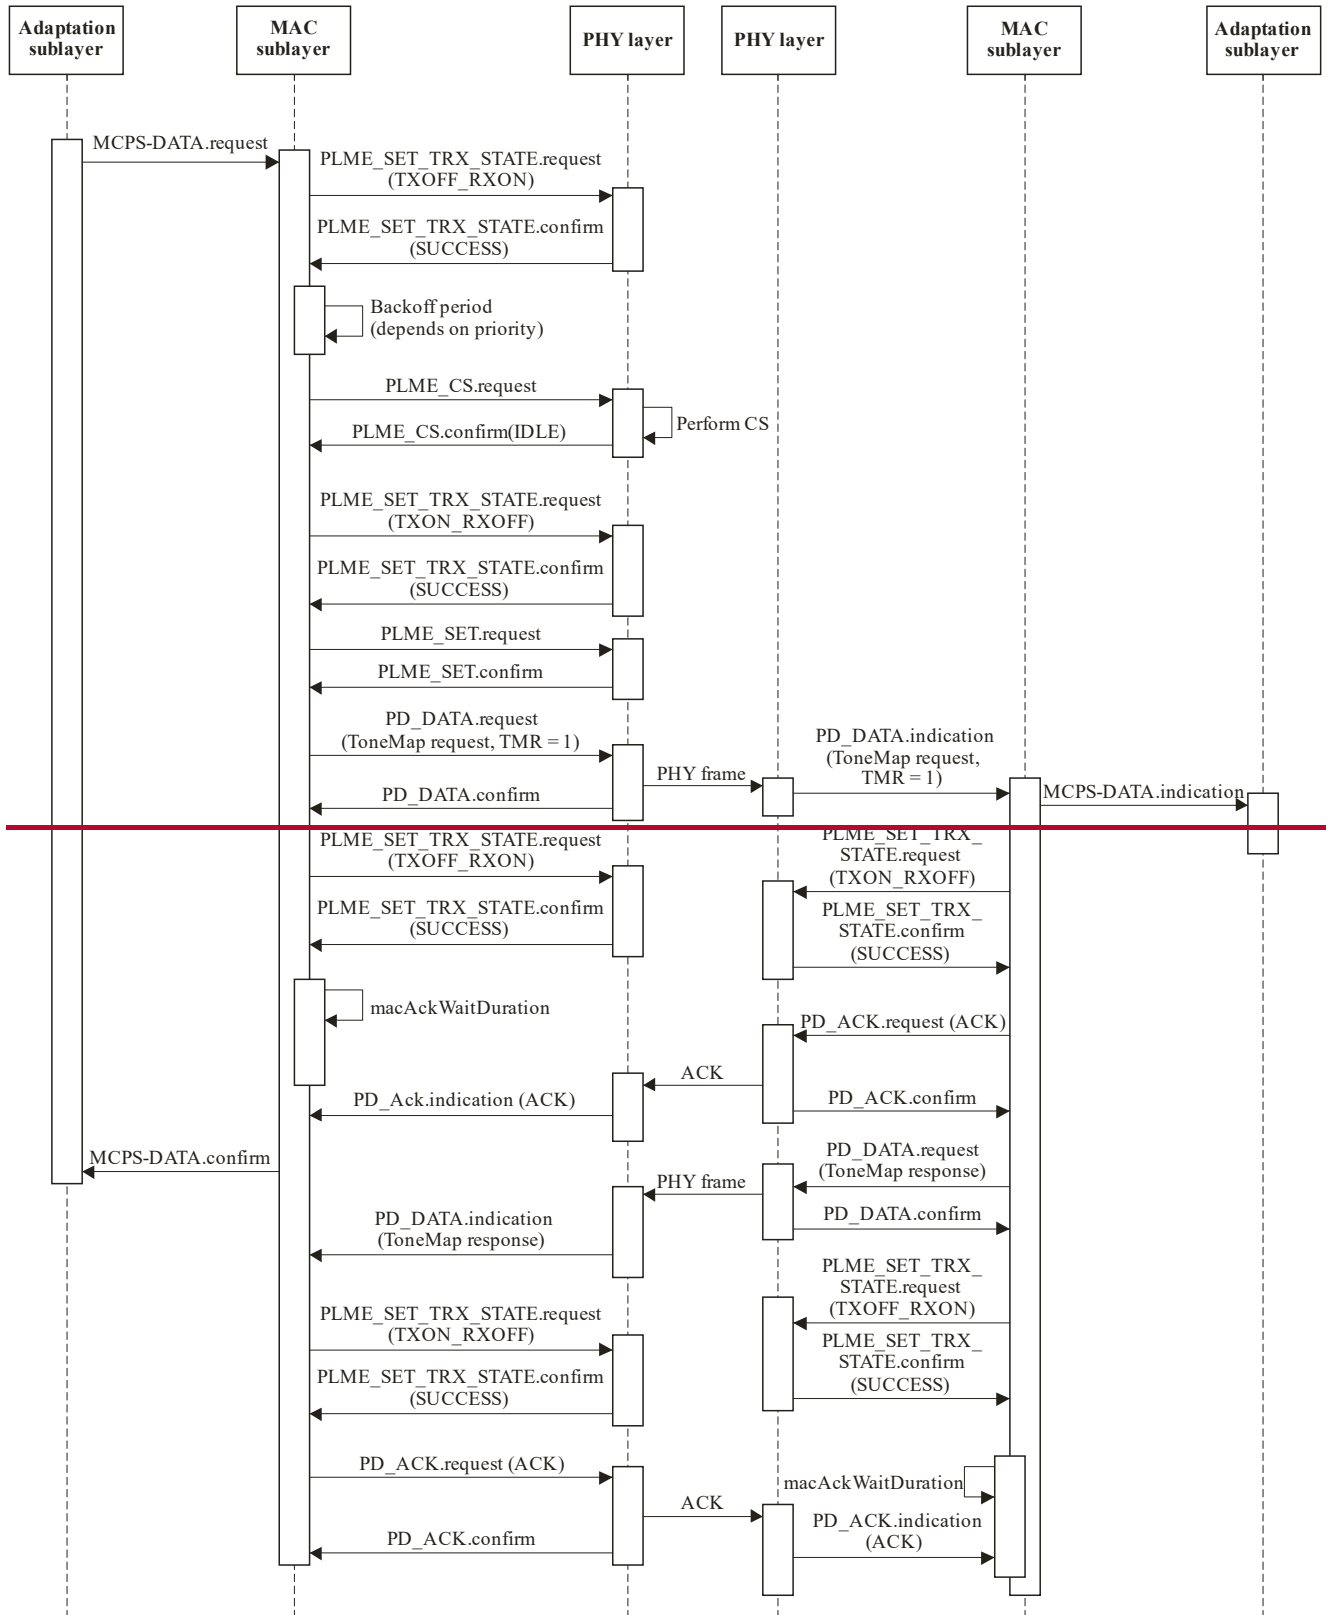 Adaptation
sublayer
MAC
sublayer
PHY layer
PHY layer
MAC
sublayer
Adaptation
sublayer
MCPS-DATA.request
PLME_SET_TRX_STATE.request
(TXOFF_RXON)
PLME_SET_TRX_STATE.confirm
(SUCCESS)
Backoff period
(depends on priority)
PLME_CS.request
Perform CS
PLME_CS.confirm(IDLE)
PLME_SET_TRX_STATE.request
(TXON_RXOFF)
PLME_SET_TRX_STATE.confirm
(SUCCESS)
PLME_SET.request
PLME_SET.confirm
PD_DATA.request
(ToneMap request, TMR = 1)
PHY frame
PD_DATA.indication
(ToneMap request,
TMR = 1)
MCPS-DATA.indication
PD_DATA.confirm
PLME_SET_TRX_STATE.request
(TXOFF_RXON)
PLME_SET_TRX_
STATE.request
(TXON_RXOFF)
PLME_SET_TRX_STATE.confirm
(SUCCESS)
PLME_SET_TRX_
STATE.confirm
(SUCCESS)
macAckWaitDuration
PD_ACK.request (ACK)
ACK
PD_Ack.indication (ACK)
PD_ACK.confirm
MCPS-DATA.confirm
PD_DATA.request
(ToneMap response)
PHY frame
PD_DATA.indication
(ToneMap response)
PD_DATA.confirm
PLME_SET_TRX_
STATE.request
(TXOFF_RXON)
PLME_SET_TRX_STATE.request
(TXON_RXOFF)
PLME_SET_TRX_
STATE.confirm
(SUCCESS)
PLME_SET_TRX_STATE.confirm
(SUCCESS)
PD_ACK.request (ACK)
macAckWaitDuration
ACK
PD_ACK.indication
(ACK)
PD_ACK.confirm